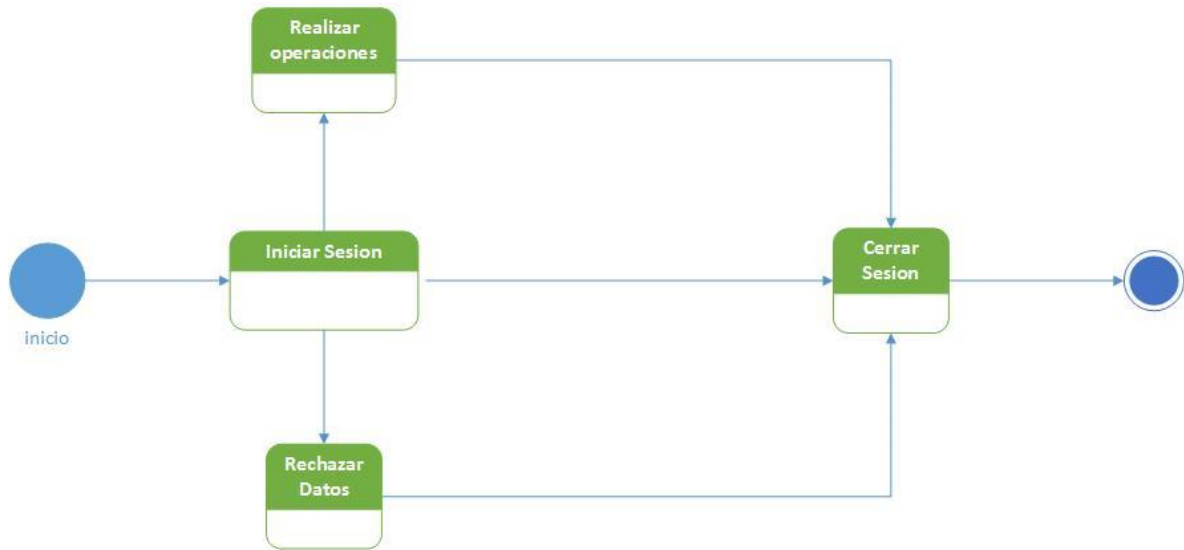 Realizar
operaciones
Iniciar Sesion
Cerrar
Sesion
inicio
Rechazar
Datos